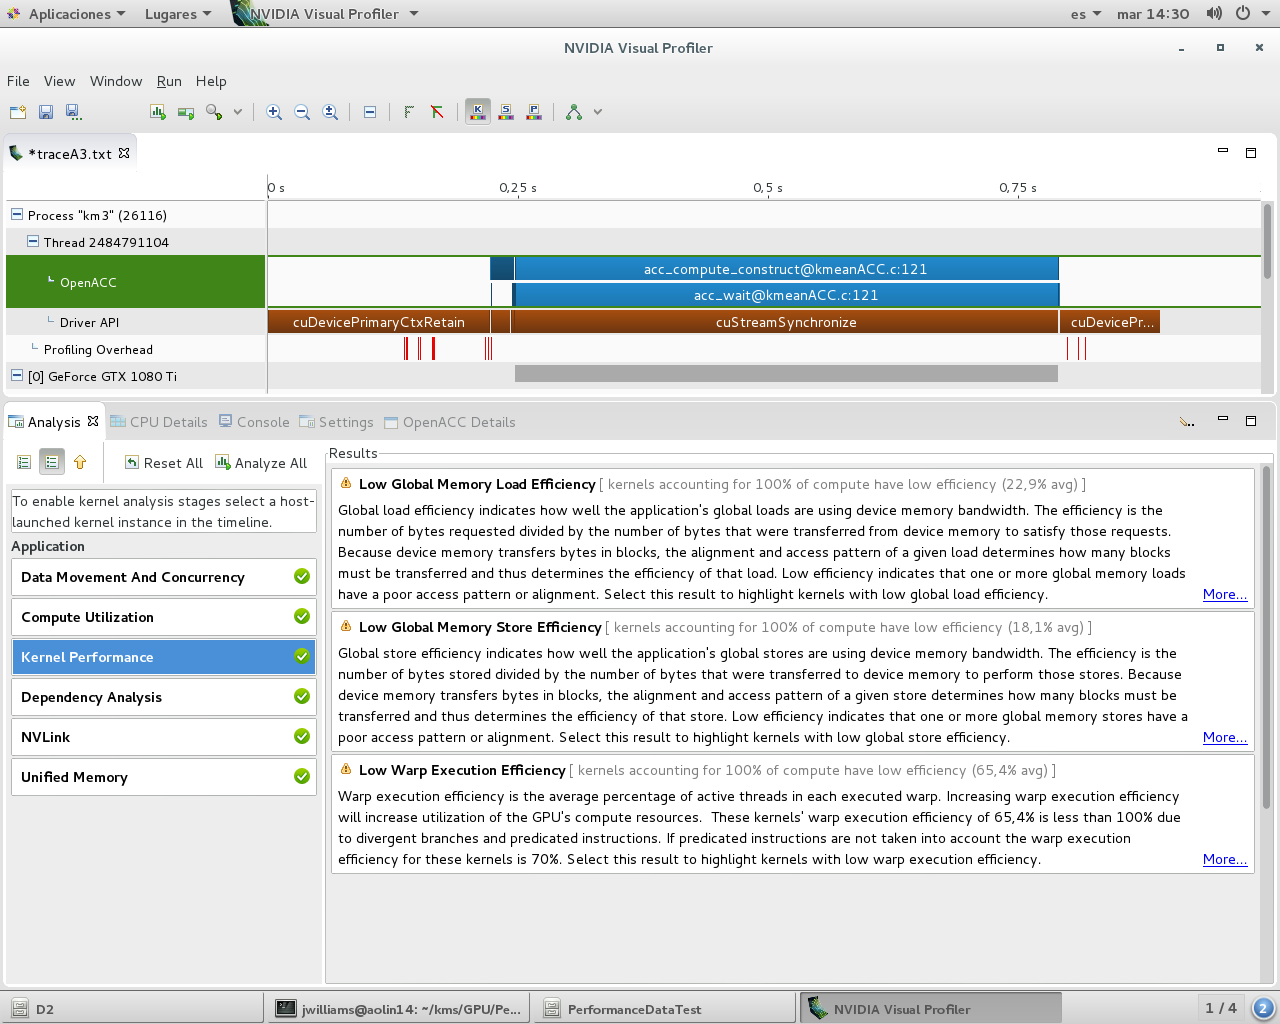 Aplicaciones Lugares NVIDIA Visual Profiler es mar 14:30
NVIDIA Visual Profiler
File View Window Run Help
K S P
*traceA3.txt
0 s 0,25 s 0,5 s 0,75 s
Process "km3" (26116)
Thread 2484791104
OpenACC
acc_compute_construct@kmeanACC.c:121
acc_wait@kmeanACC.c:121
Driver API cuDevicePrimaryCtxRetain cuStreamSynchronize cuDevicePr...
Profiling Overhead
[0] GeForce GTX 1080 Ti
Analysis CPU Details Console Settings OpenACC Details
Reset All Analyze All
To enable kernel analysis stages select a host-
launched kernel instance in the timeline.
Application
Data Movement And Concurrency
Compute Utilization
Kernel Performance
Dependency Analysis
NVLink
Unified Memory
Results
Low Global Memory Load Efficiency [ kernels accounting for 100% of compute have low efficiency (22,9% avg) ]
Global load efficiency indicates how well the application's global loads are using device memory bandwidth. The efficiency is the
number of bytes requested divided by the number of bytes that were transferred from device memory to satisfy those requests.
Because device memory transfers bytes in blocks, the alignment and access pattern of a given load determines how many blocks
must be transferred and thus determines the efficiency of that load. Low efficiency indicates that one or more global memory loads
have a poor access pattern or alignment. Select this result to highlight kernels with low global load efficiency. More...
Low Global Memory Store Efficiency [ kernels accounting for 100% of compute have low efficiency (18,1% avg) ]
Global store efficiency indicates how well the application's global stores are using device memory bandwidth. The efficiency is the
number of bytes stored divided by the number of bytes that were transferred to device memory to perform those stores. Because
device memory transfers bytes in blocks, the alignment and access pattern of a given store determines how many blocks must be
transferred and thus determines the efficiency of that store. Low efficiency indicates that one or more global memory stores have a
poor access pattern or alignment. Select this result to highlight kernels with low global store efficiency. More...
Low Warp Execution Efficiency [ kernels accounting for 100% of compute have low efficiency (65,4% avg) ]
Warp execution efficiency is the average percentage of active threads in each executed warp. Increasing warp execution efficiency
will increase utilization of the GPU's compute resources. These kernels' warp execution efficiency of 65,4% is less than 100% due
to divergent branches and predicated instructions. If predicated instructions are not taken into account the warp execution
efficiency for these kernels is 70%. Select this result to highlight kernels with low warp execution efficiency. More...
D2 jwilliams@aolin14: ~/kms/GPU/Pe... PerformanceDataTest NVIDIA Visual Profiler 1 / 4 2